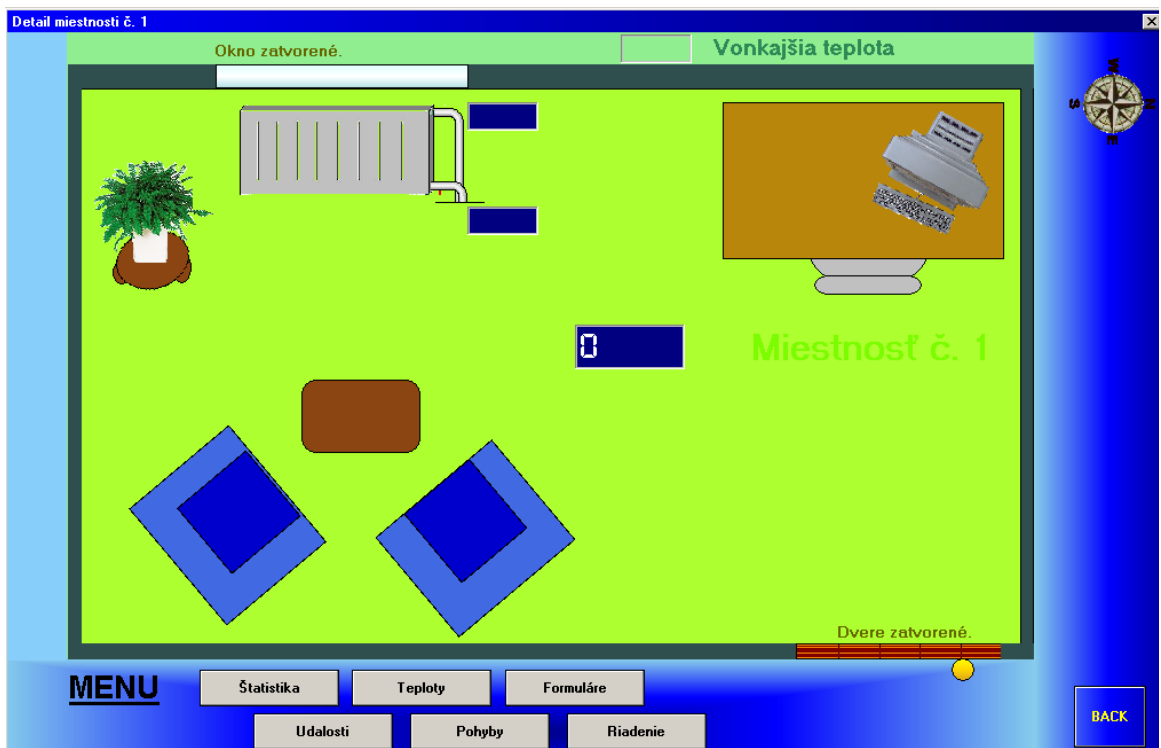 Detail miestnosti č. 1
Okno zatvorené.
Vonkajšia teplota
W
S
N
E
0
Miestnosť č. 1
Dvere zatvorené.
MENU
Štatistika
Teploty
Formuláre
Udalosti
Pohyby
Riadenie
BACK